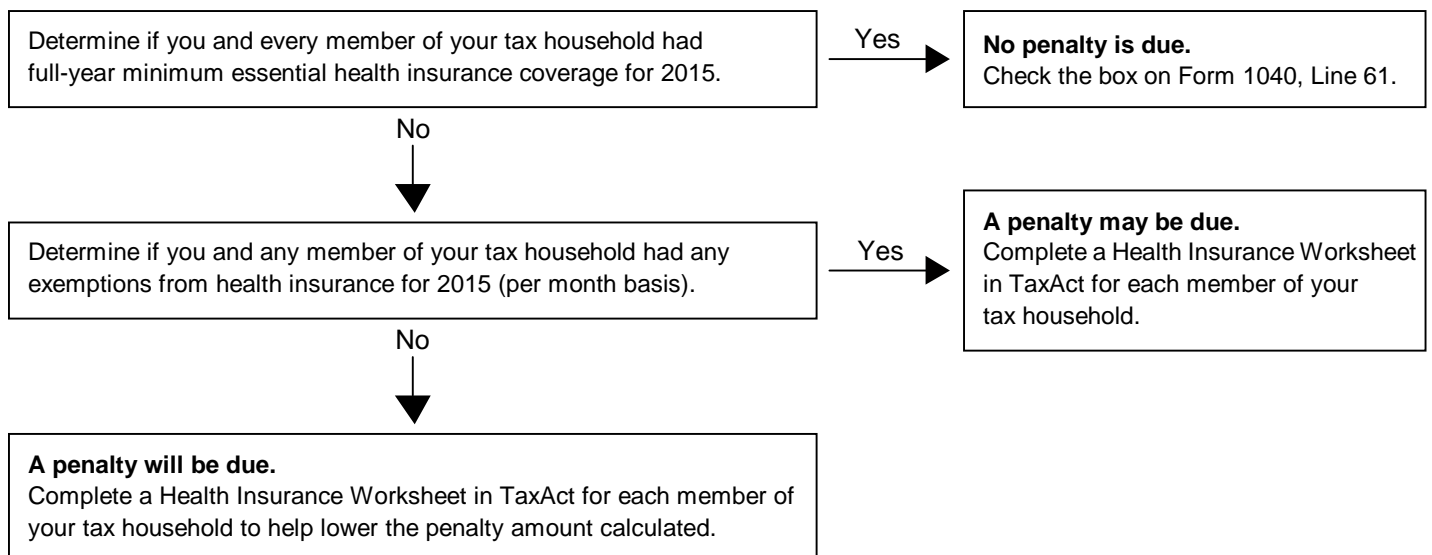 Determine if you and every member of your tax household had
full-year minimum essential health insurance coverage for 2015.
Yes
No penalty is due.
Check the box on Form 1040, Line 61.
No
Determine if you and any member of your tax household had any
exemptions from health insurance for 2015 (per month basis).
Yes
A penalty may be due.
Complete a Health Insurance Worksheet
in TaxAct for each member of your
tax household.
No
A penalty will be due.
Complete a Health Insurance Worksheet in TaxAct for each member of
your tax household to help lower the penalty amount calculated.